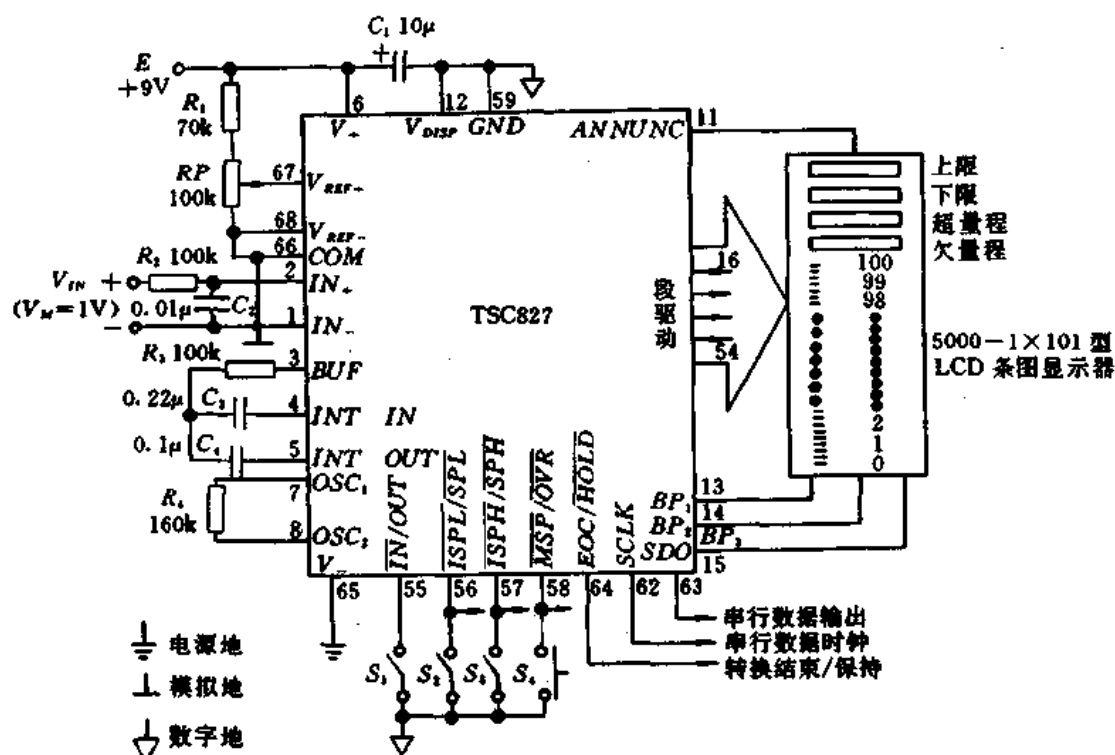 C₁ 10μ
+
E
+9V
R₁
70k
RP
100k
6
12
59
V₊
V_DISP
GND
ANNUNC
11
67
V_REF+
68
V_REF-
66
COM
R₂ 100k
2
IN₊
V_IN +
(V_M=1V)
0.01μ
C₂
-
1
IN₋
R₃ 100k
3
BUF
0.22μ
C₃
4
INT IN
0.1μ
C₄
5
INT OUT
7
OSC₁
R₄
160k
8
OSC₂
V₋
65
TSC827
16
段驱动
54
上限
下限
超量程
欠量程
100
99
98
2
1
0
5000-1×101 型
LCD 条图显示器
13
BP₁
14
BP₂
BP₃
15
IN/OUT
ISPL/SPL
ISPH/SPH
MSP/OVR
EOC/HOLD
SCLK
SDO
55
56
57
58
64
62
63
S₁
S₂
S₃
S₄
串行数据输出
串行数据时钟
转换结束/保持
电源地
模拟地
数字地